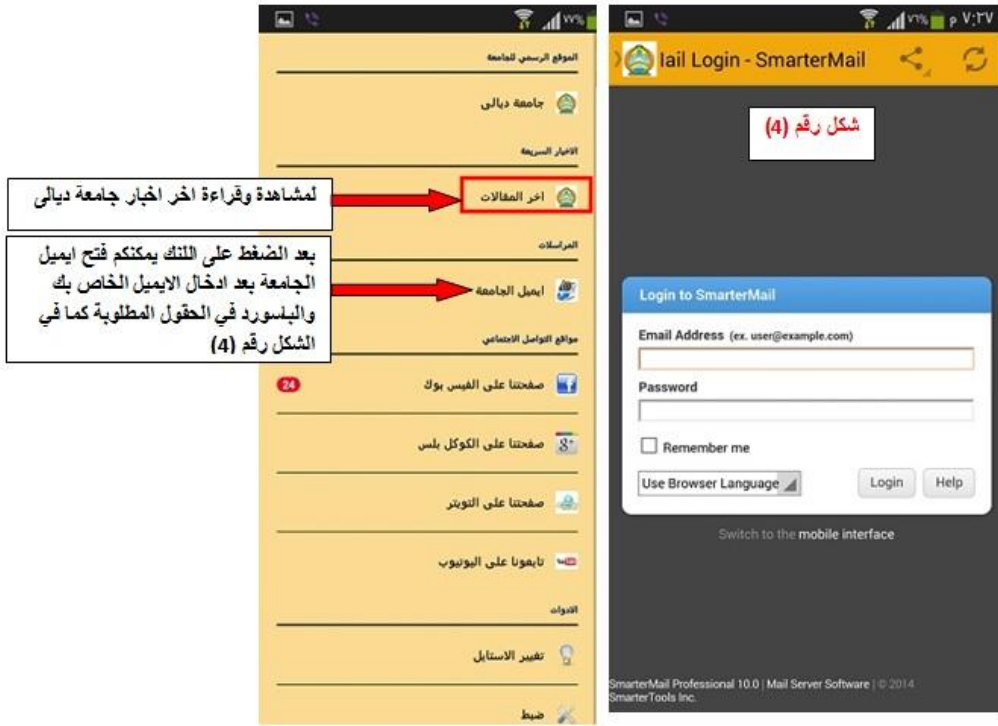 لمشاهدة وقراءة اخر اخبار جامعة ديالى
بعد الضغط على اللنك يمكنكم فتح ايميل
الجامعة بعد ادخال الايميل الخاص بك
والباسورد في الحقول المطلوبة كما في
الشكل رقم (4)
٧٧%
الموقع الرسمي للجامعة
جامعة ديالى
الاخبار السريعة
اخر المقالات
المراسلات
ايميل الجامعة
مواقع التواصل الاجتماعي
صفحتنا على الفيس بوك
24
صفحتنا على الكوكل بلس
صفحتنا على التويتر
تابعونا على اليوتيوب
الادوات
تغيير الاستايل
ضبط
٧:٢٧ م
lail Login - SmarterMail
شكل رقم (4)
Login to SmarterMail
Email Address (ex. user@example.com)
Password
Remember me
Use Browser Language
Login
Help
Switch to the mobile interface
SmarterMail Professional 10.0 | Mail Server Software | © 2014
SmarterTools Inc.